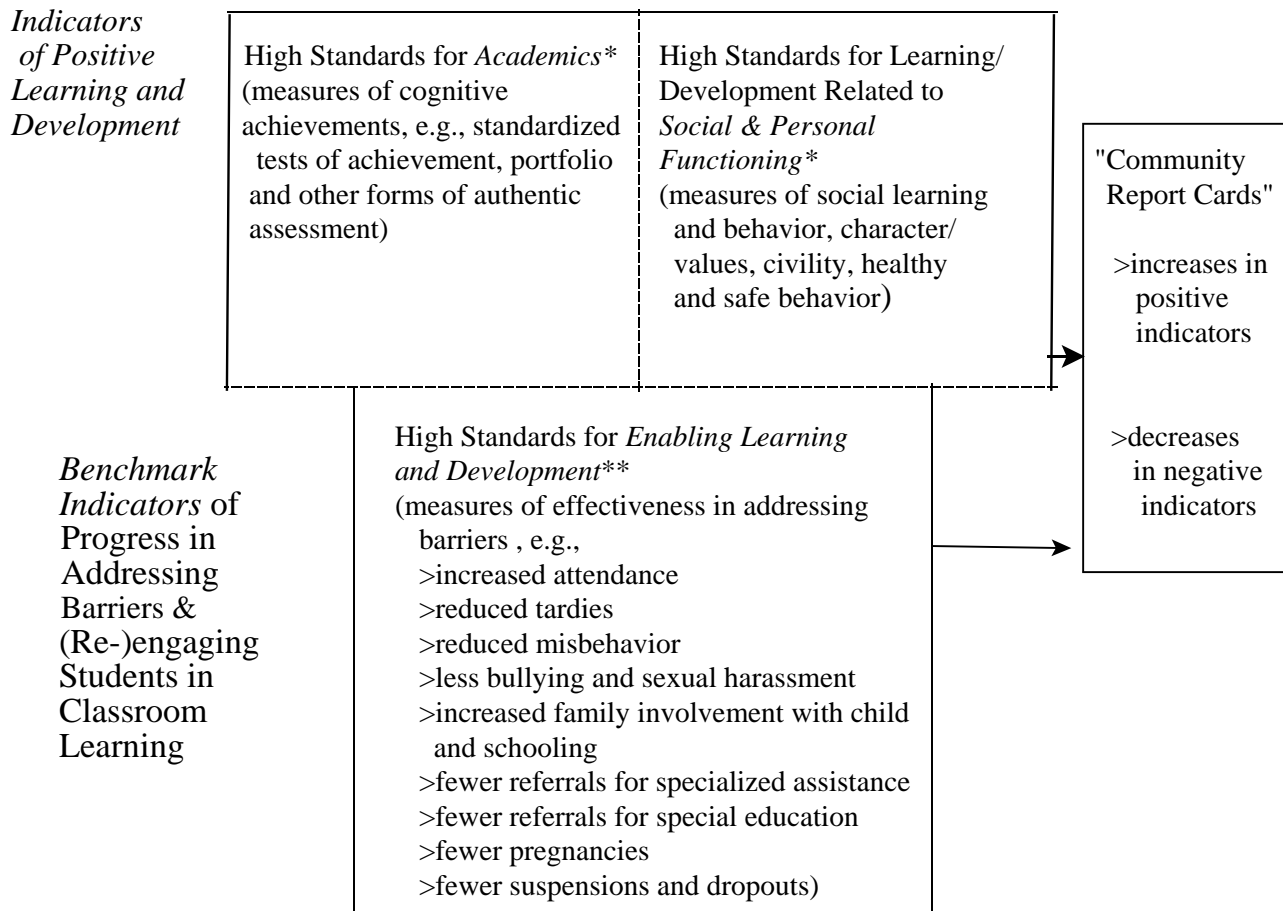 Indicators
of Positive
Learning and
Development
High Standards for Academics*
(measures of cognitive
achievements, e.g., standardized
tests of achievement, portfolio
and other forms of authentic
assessment)
High Standards for Learning/
Development Related to
Social & Personal
Functioning*
(measures of social learning
and behavior, character/
values, civility, healthy
and safe behavior)
"Community
Report Cards"
>increases in
positive
indicators
>decreases
in negative
indicators
Benchmark
Indicators of
Progress in
Addressing
Barriers &
(Re-)engaging
Students in
Classroom
Learning
High Standards for Enabling Learning
and Development**
(measures of effectiveness in addressing
barriers , e.g.,
>increased attendance
>reduced tardies
>reduced misbehavior
>less bullying and sexual harassment
>increased family involvement with child
and schooling
>fewer referrals for specialized assistance
>fewer referrals for special education
>fewer pregnancies
>fewer suspensions and dropouts)